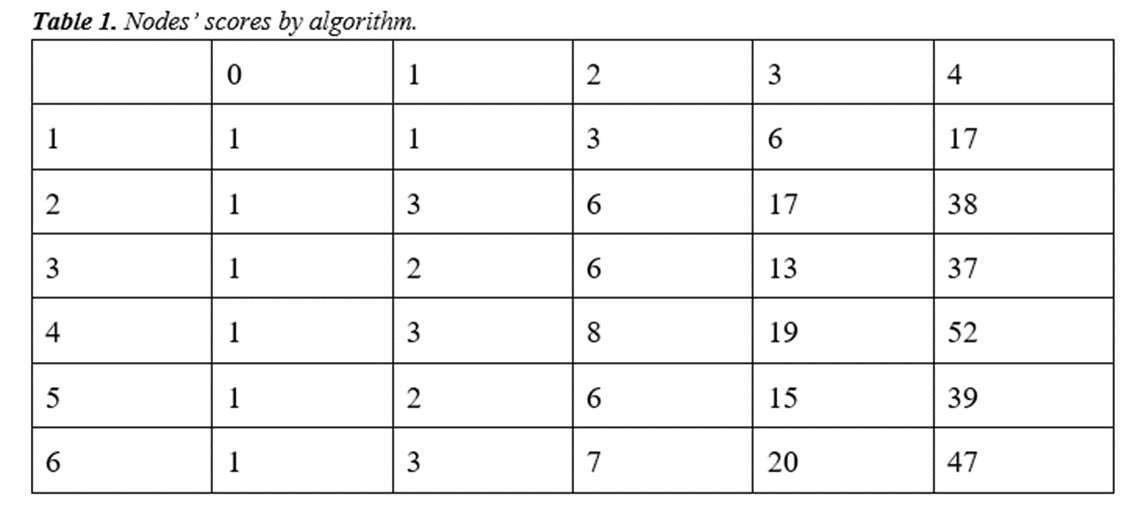 Table 1. Nodes' scores by algorithm.
0 1 2 3 4
1 1 1 3 6 17
2 1 3 6 17 38
3 1 2 6 13 37
4 1 3 8 19 52
5 1 2 6 15 39
6 1 3 7 20 47